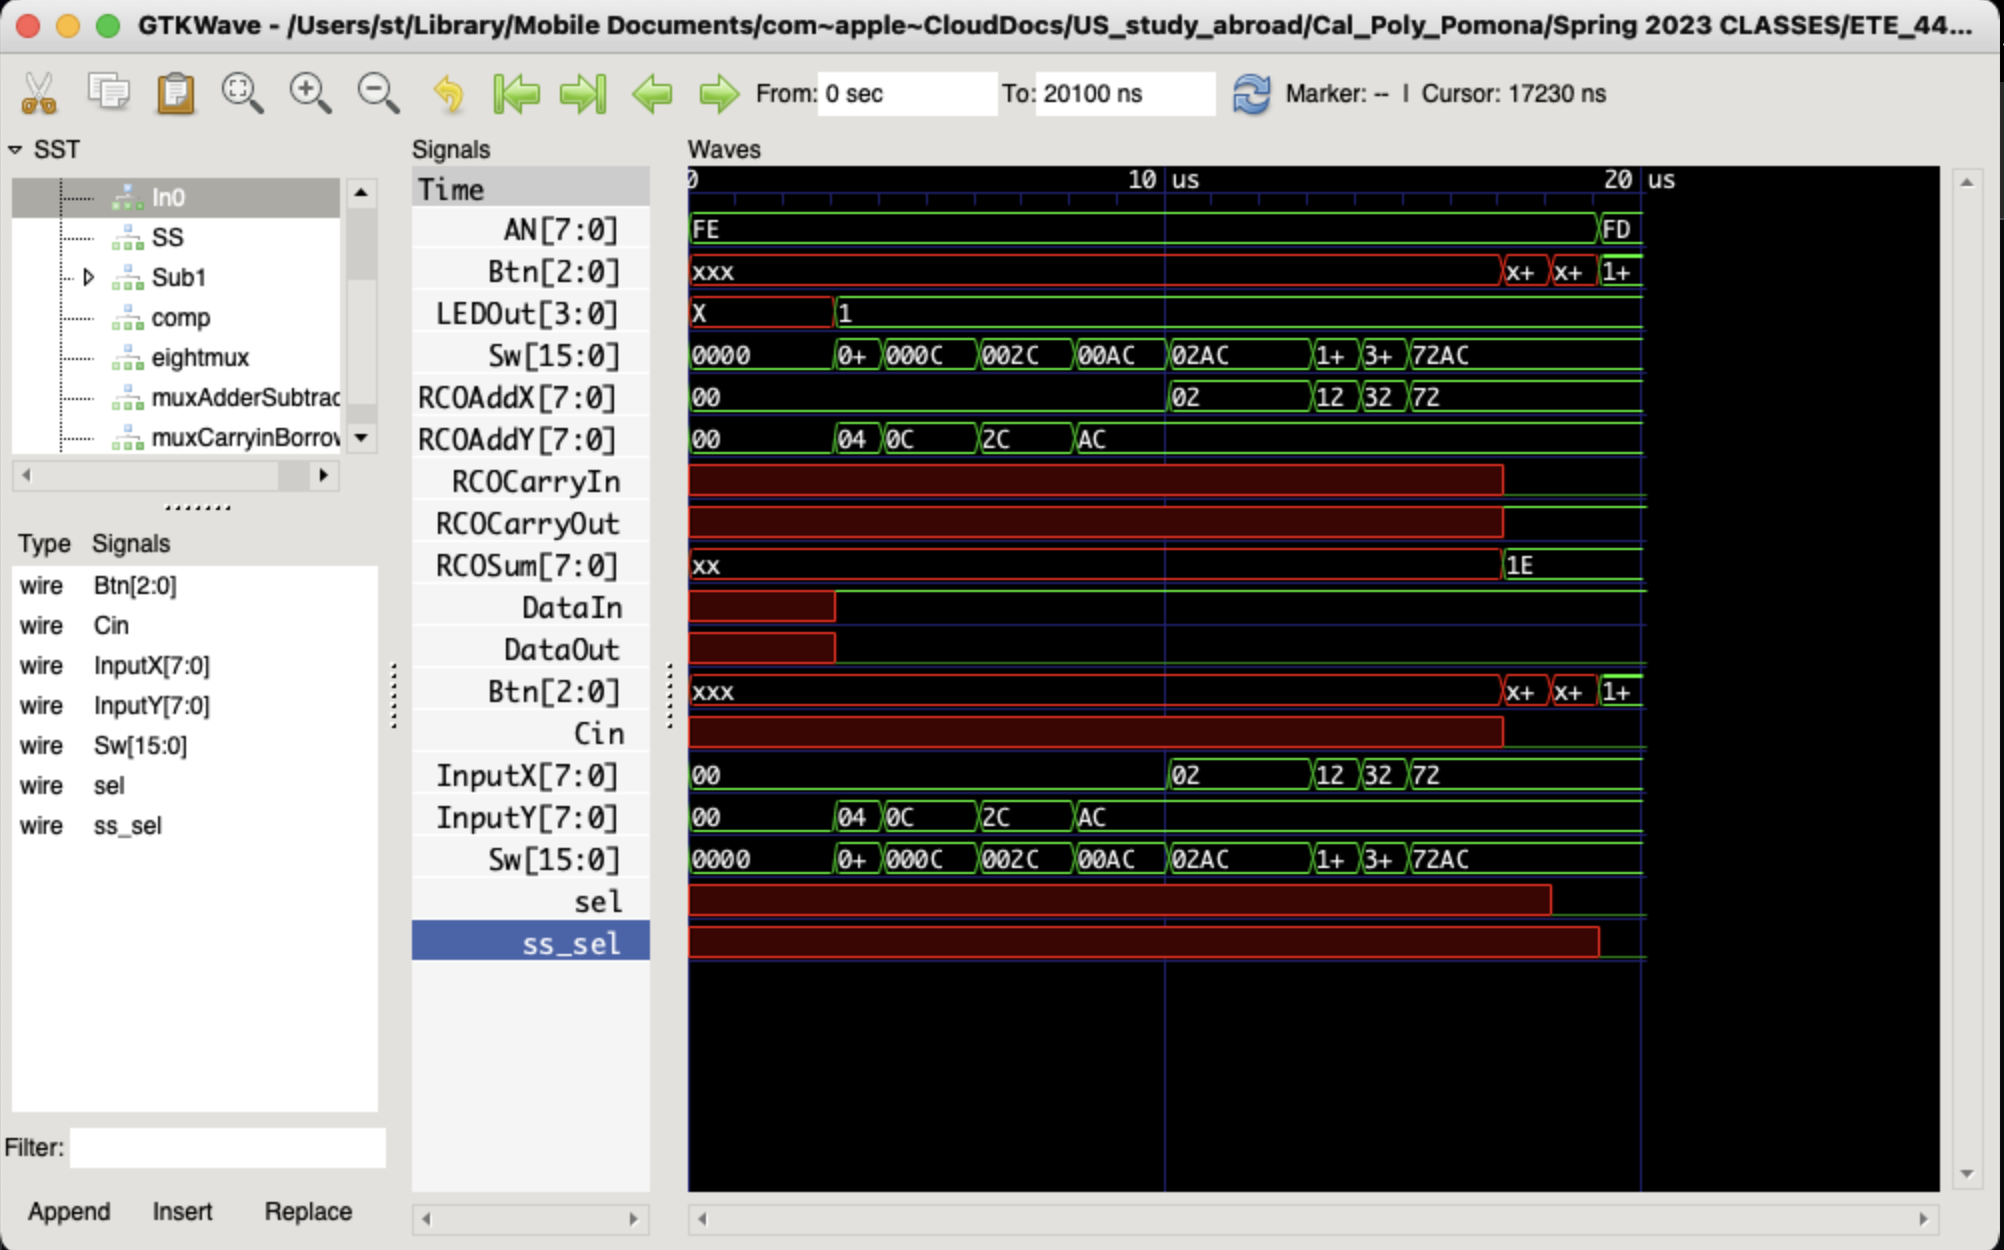 GTKWave - /Users/st/Library/Mobile Documents/com~apple~CloudDocs/US_study_abroad/Cal_Poly_Pomona/Spring 2023 CLASSES/ETE_44...
From: 0 sec To: 20100 ns Marker: -- | Cursor: 17230 ns
SST
In0
SS
Sub1
comp
eightmux
muxAdderSubtrac
muxCarryinBorrow
Type Signals
wire Btn[2:0]
wire Cin
wire InputX[7:0]
wire InputY[7:0]
wire Sw[15:0]
wire sel
wire ss_sel
Filter:
Append Insert Replace
Signals
Time
AN[7:0]
Btn[2:0]
LEDOut[3:0]
Sw[15:0]
RCOAddX[7:0]
RCOAddY[7:0]
RCOCarryIn
RCOCarryOut
RCOSum[7:0]
DataIn
DataOut
Btn[2:0]
Cin
InputX[7:0]
InputY[7:0]
Sw[15:0]
sel
ss_sel
Waves
0 10 us 20 us
FE FD
xxx x+ x+ 1+
X 1
0000 0+ 000C 002C 00AC 02AC 1+ 3+ 72AC
00 02 12 32 72
00 04 0C 2C AC
xx 1E
xxx x+ x+ 1+
00 02 12 32 72
00 04 0C 2C AC
0000 0+ 000C 002C 00AC 02AC 1+ 3+ 72AC